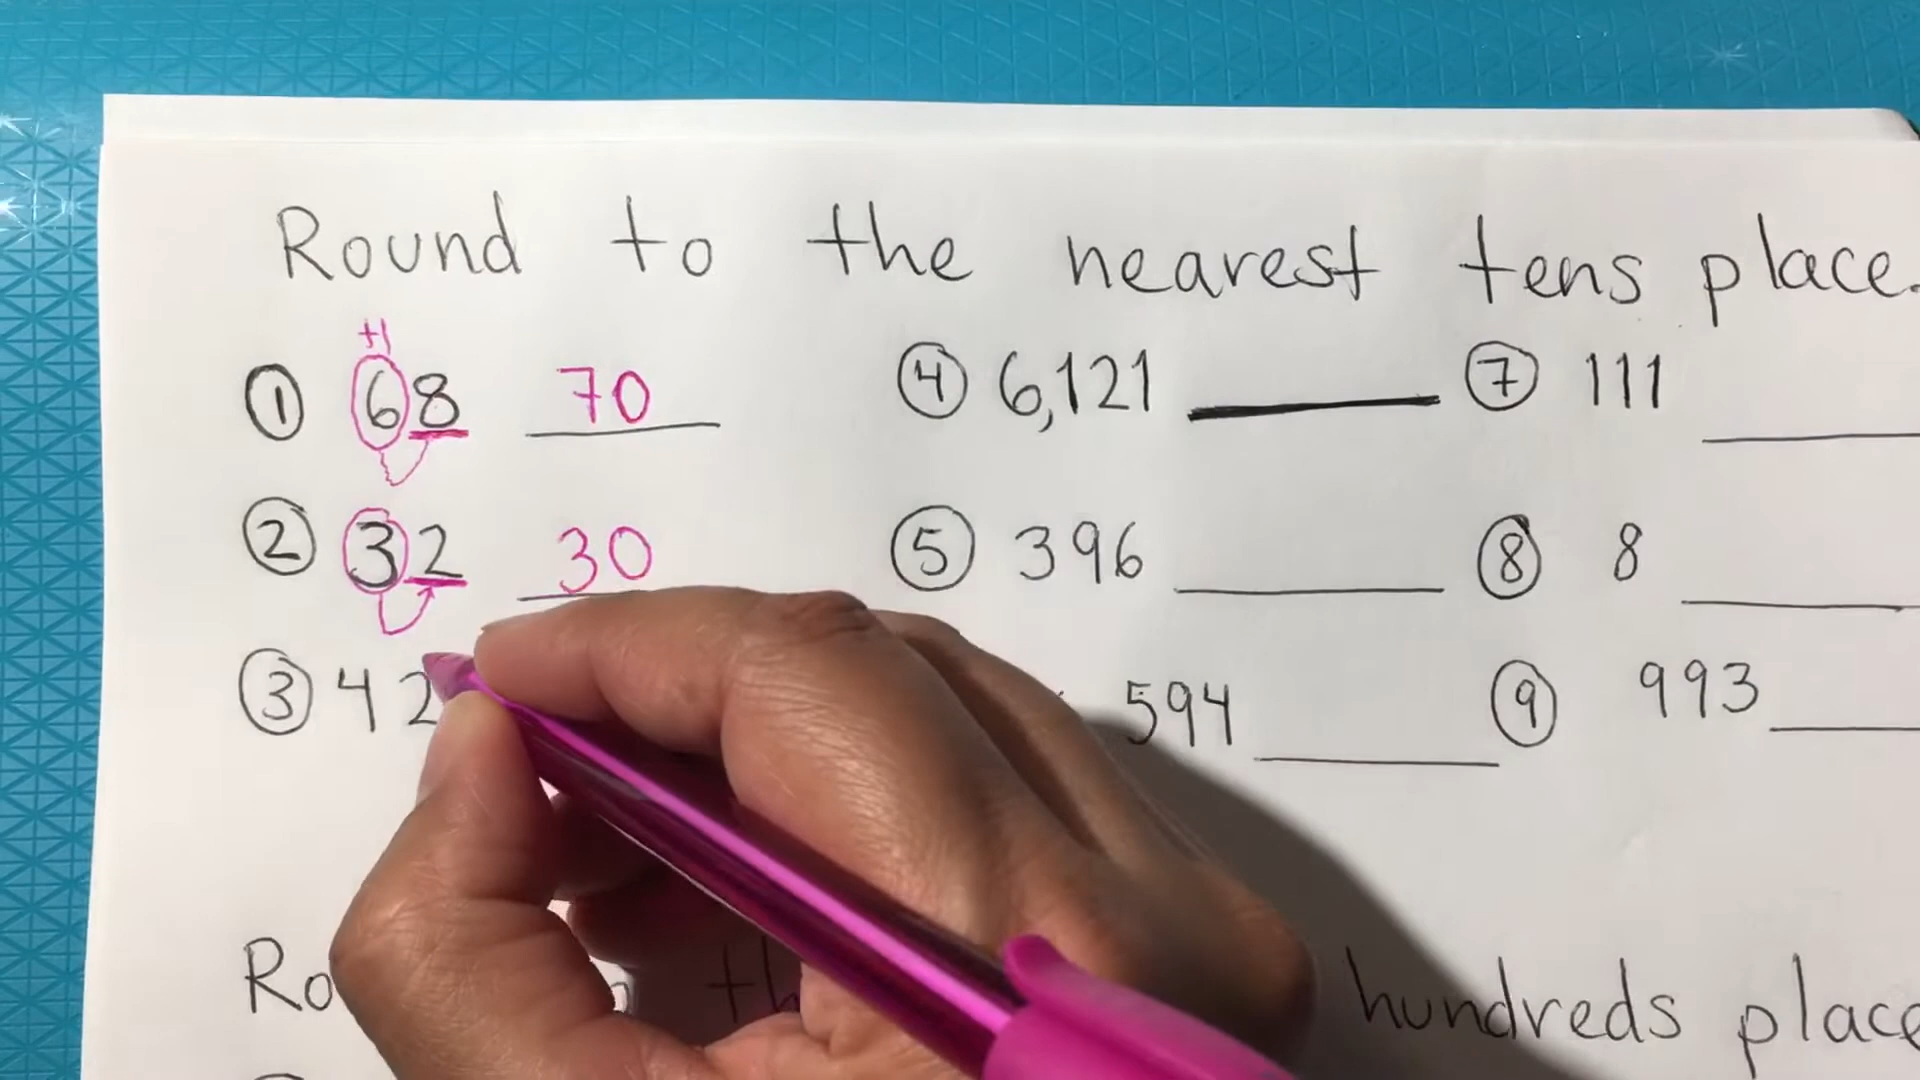 Round to the nearest tens place.
+1
① 68 70 ④ 6,121 ⑦ 111
② 32 30 ⑤ 396 ⑧ 8
③ 42 594 ⑨ 993
hundreds place